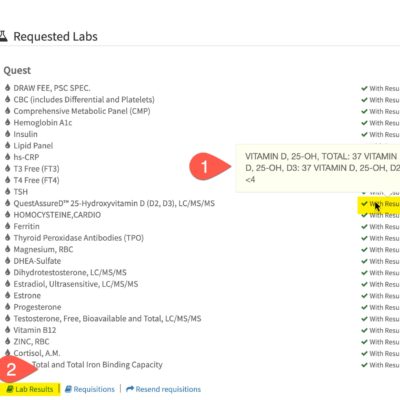 Requested Labs
Quest
DRAW FEE, PSC SPEC.
✓ With Resu
CBC (includes Differential and Platelets)
✓ With Resu
Comprehensive Metabolic Panel (CMP)
✓ With Resu
Hemoglobin A1c
✓ With Resu
Insulin
✓ With Resu
Lipid Panel
hs-CRP
T3 Free (FT3)
T4 Free (FT4)
TSH
1
VITAMIN D, 25-OH, TOTAL: 37 VITAMIN
D, 25-OH, D3: 37 VITAMIN D, 25-OH, D2
<4
QuestAssureD™ 25-Hydroxyvitamin D (D2, D3), LC/MS/MS
✓ With Resu
HOMOCYSTEINE,CARDIO
✓ With Resu
Ferritin
✓ With Resu
Thyroid Peroxidase Antibodies (TPO)
✓ With Resu
Magnesium, RBC
✓ With Resu
DHEA-Sulfate
✓ With Resu
Dihydrotestosterone, LC/MS/MS
✓ With Resu
Estradiol, Ultrasensitive, LC/MS/MS
✓ With Resu
Estrone
✓ With Resu
Progesterone
✓ With Resu
Testosterone, Free, Bioavailable and Total, LC/MS/MS
✓ With Resu
Vitamin B12
✓ With Resu
ZINC, RBC
✓ With Resu
Cortisol, A.M.
✓ With Resu
Total and Total Iron Binding Capacity
✓ With Resu
2
Lab Results | Requisitions | Resend requisitions